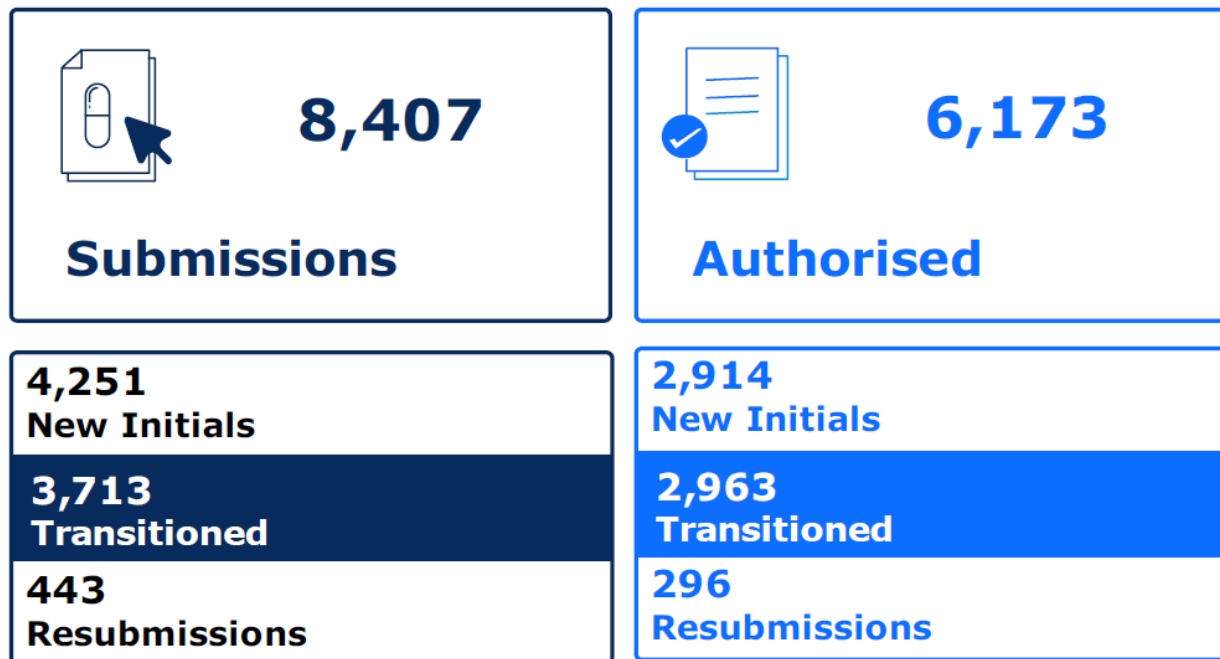 8,407
Submissions
6,173
Authorised
4,251
New Initials
3,713
Transitioned
443
Resubmissions
2,914
New Initials
2,963
Transitioned
296
Resubmissions